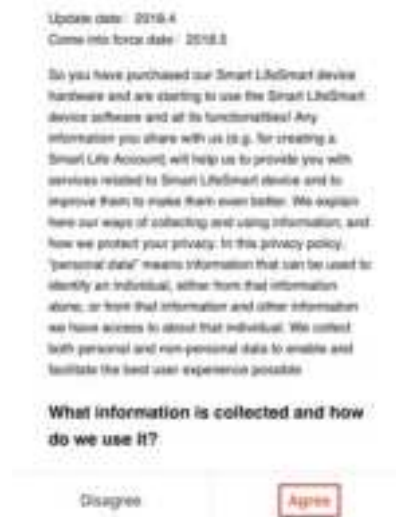 Update date: 2018.4
Come into force date: 2018.5
So you have purchased our Smart LifeSmart device
hardware and are starting to use the Smart LifeSmart
device software and all its functionalities! Any
information you share with us (e.g. for creating a
Smart Life Account) will help us to provide you with
services related to Smart LifeSmart device and to
improve them to make them even better. We explain
here our ways of collecting and using information, and
how we protect your privacy. In this privacy policy,
"personal data" means information that can be used to
identify an individual, either from that information
alone, or from that information and other information
we have access to about that individual. We collect
both personal and non-personal data to enable and
facilitate the best user experience possible
What information is collected and how
do we use it?
Disagree
Agree